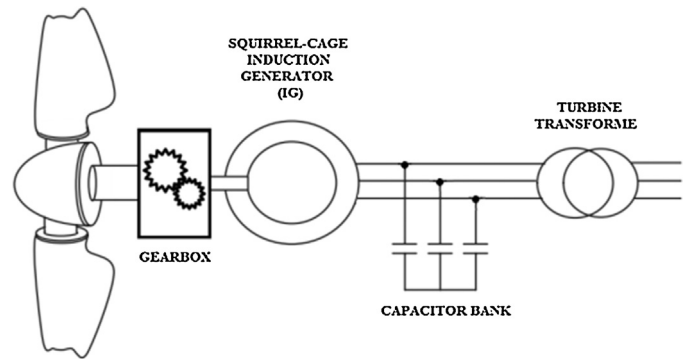 SQUIRREL-CAGE
INDUCTION
GENERATOR
(IG)
TURBINE
TRANSFORME
GEARBOX
CAPACITOR BANK